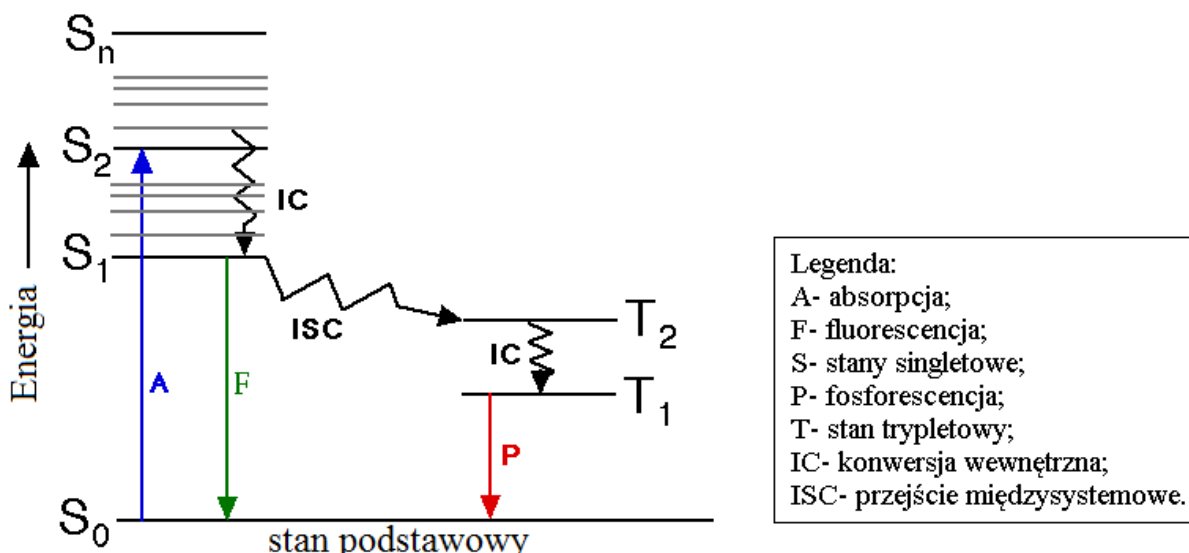 Sn
S2
IC
S1
Energia
ISC
T2
IC
T1
A
F
P
S0
stan podstawowy
Legenda:
A- absorpcja;
F- fluorescencja;
S- stany singletowe;
P- fosforescencja;
T- stan trypletowy;
IC- konwersja wewnętrzna;
ISC- przejście międzysystemowe.